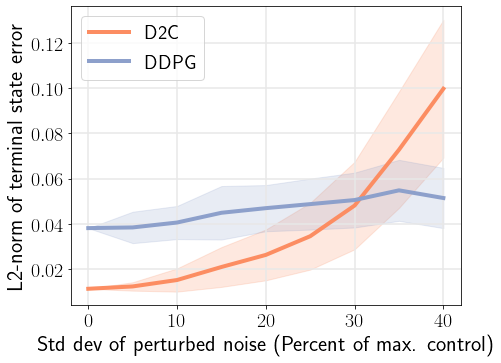 D2C
DDPG
L2-norm of terminal state error
0.12
0.10
0.08
0.06
0.04
0.02
0 10 20 30 40
Std dev of perturbed noise (Percent of max. control)